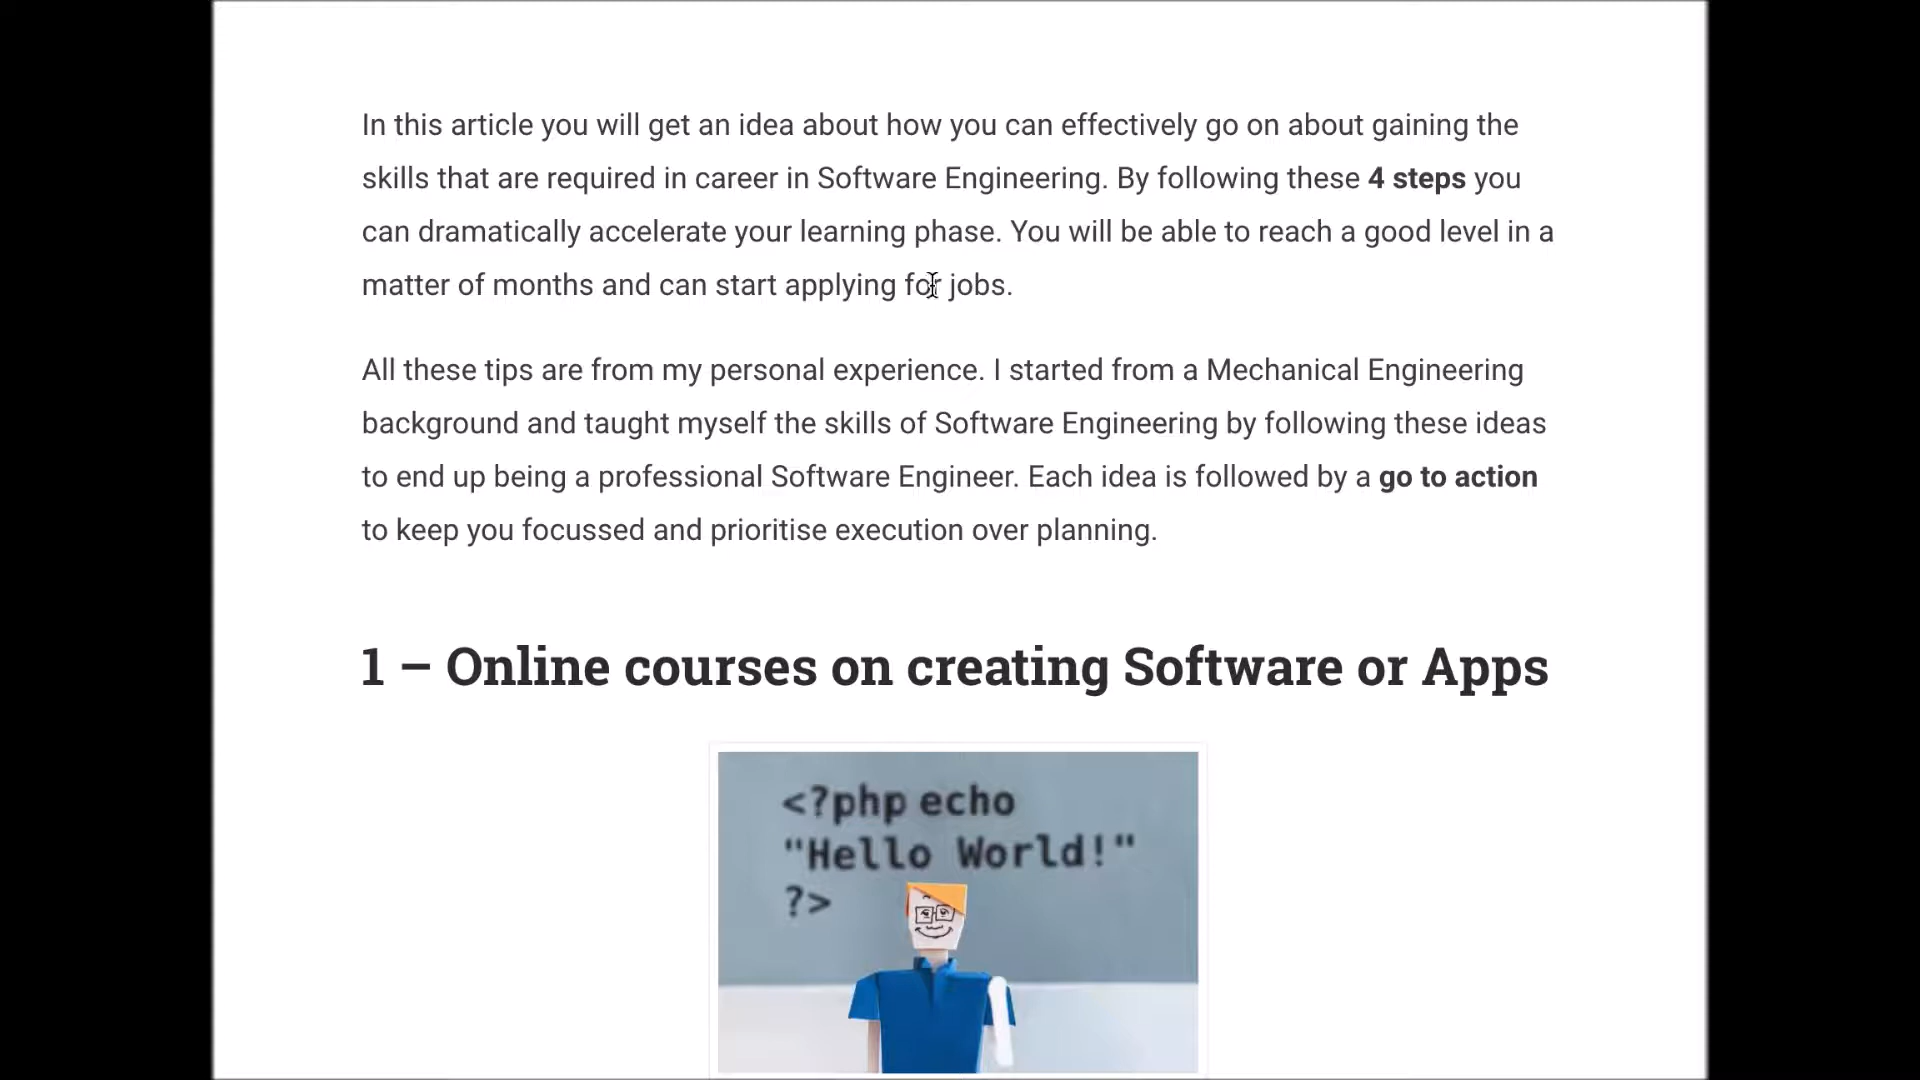 In this article you will get an idea about how you can effectively go on about gaining the
skills that are required in career in Software Engineering. By following these 4 steps you
can dramatically accelerate your learning phase. You will be able to reach a good level in a
matter of months and can start applying for jobs.
All these tips are from my personal experience. I started from a Mechanical Engineering
background and taught myself the skills of Software Engineering by following these ideas
to end up being a professional Software Engineer. Each idea is followed by a go to action
to keep you focussed and prioritise execution over planning.
1 – Online courses on creating Software or Apps
<?php echo
"Hello World!"
?>